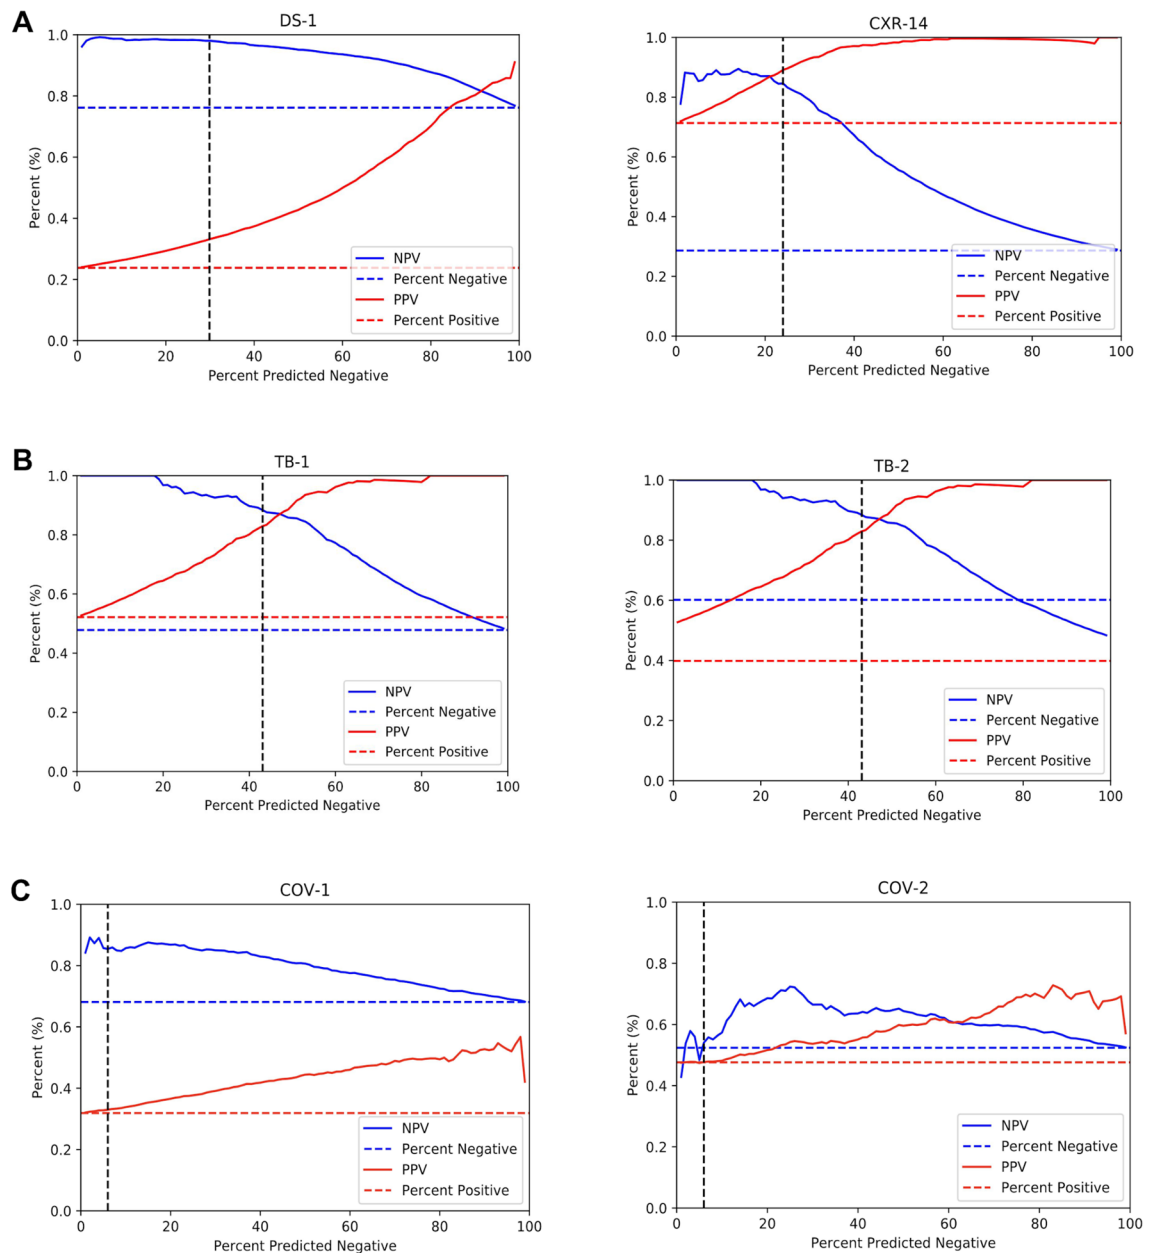 A
DS-1
1.0
0.8
0.6
0.4
0.2
0.0
Percent (%)
0 20 40 60 80 100
Percent Predicted Negative
NPV
Percent Negative
PPV
Percent Positive
CXR-14
1.0
0.8
0.6
0.4
0.2
0.0
Percent (%)
0 20 40 60 80 100
Percent Predicted Negative
NPV
Percent Negative
PPV
Percent Positive
B
TB-1
1.0
0.8
0.6
0.4
0.2
0.0
Percent (%)
0 20 40 60 80 100
Percent Predicted Negative
NPV
Percent Negative
PPV
Percent Positive
TB-2
1.0
0.8
0.6
0.4
0.2
0.0
Percent (%)
0 20 40 60 80 100
Percent Predicted Negative
NPV
Percent Negative
PPV
Percent Positive
C
COV-1
1.0
0.8
0.6
0.4
0.2
0.0
Percent (%)
0 20 40 60 80 100
Percent Predicted Negative
NPV
Percent Negative
PPV
Percent Positive
COV-2
1.0
0.8
0.6
0.4
0.2
0.0
Percent (%)
0 20 40 60 80 100
Percent Predicted Negative
NPV
Percent Negative
PPV
Percent Positive